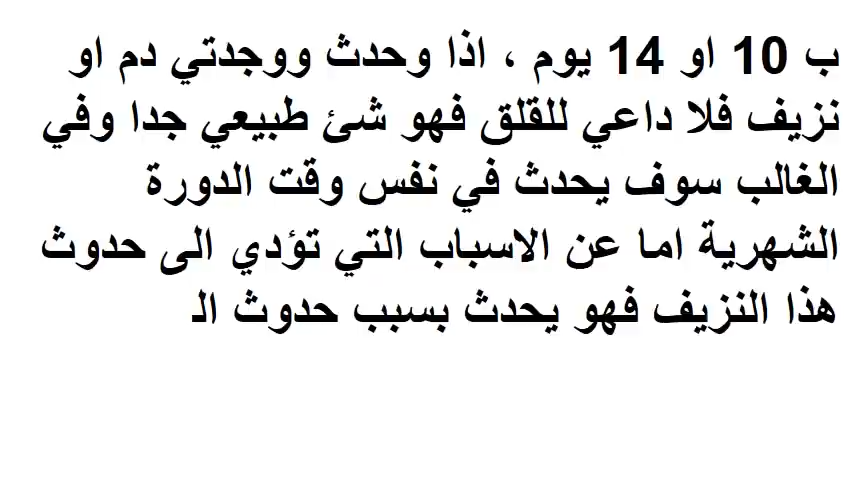 ب 10 او 14 يوم ، اذا وحدث ووجدتي دم او
نزيف فلا داعي للقلق فهو شئ طبيعي جدا وفي
الغالب سوف يحدث في نفس وقت الدورة
الشهرية اما عن الاسباب التي تؤدي الى حدوث
هذا النزيف فهو يحدث بسبب حدوث الـ